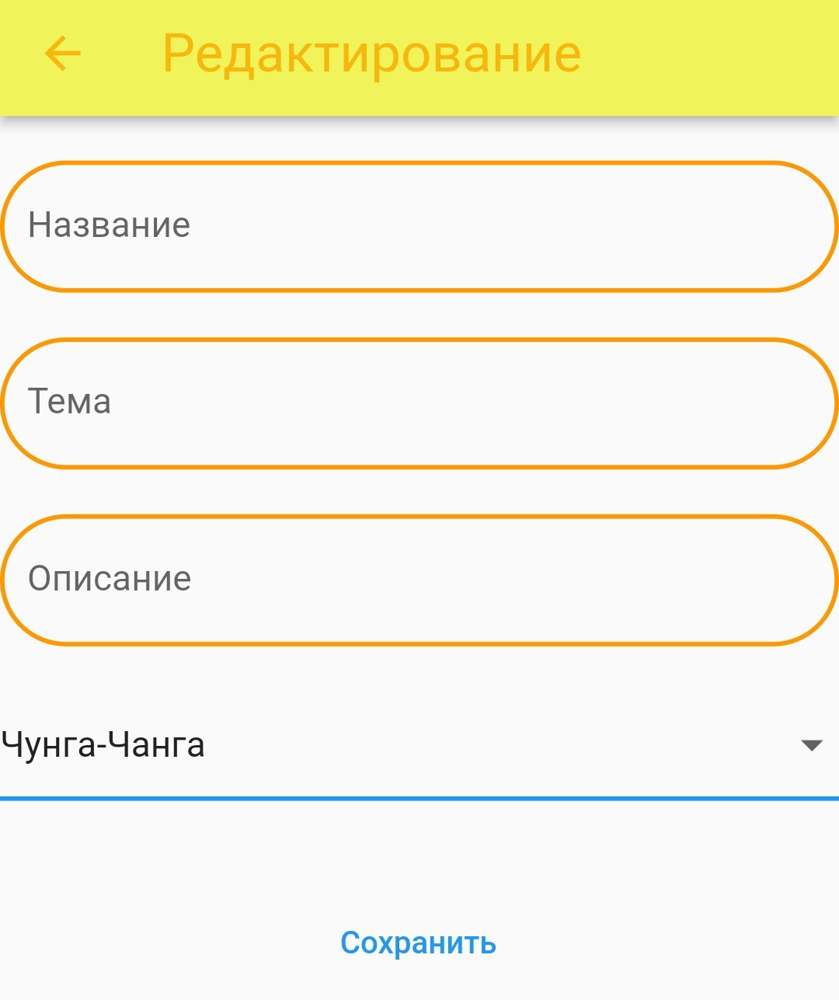 Редактирование
Название
Тема
Описание
Чунга-Чанга
Сохранить